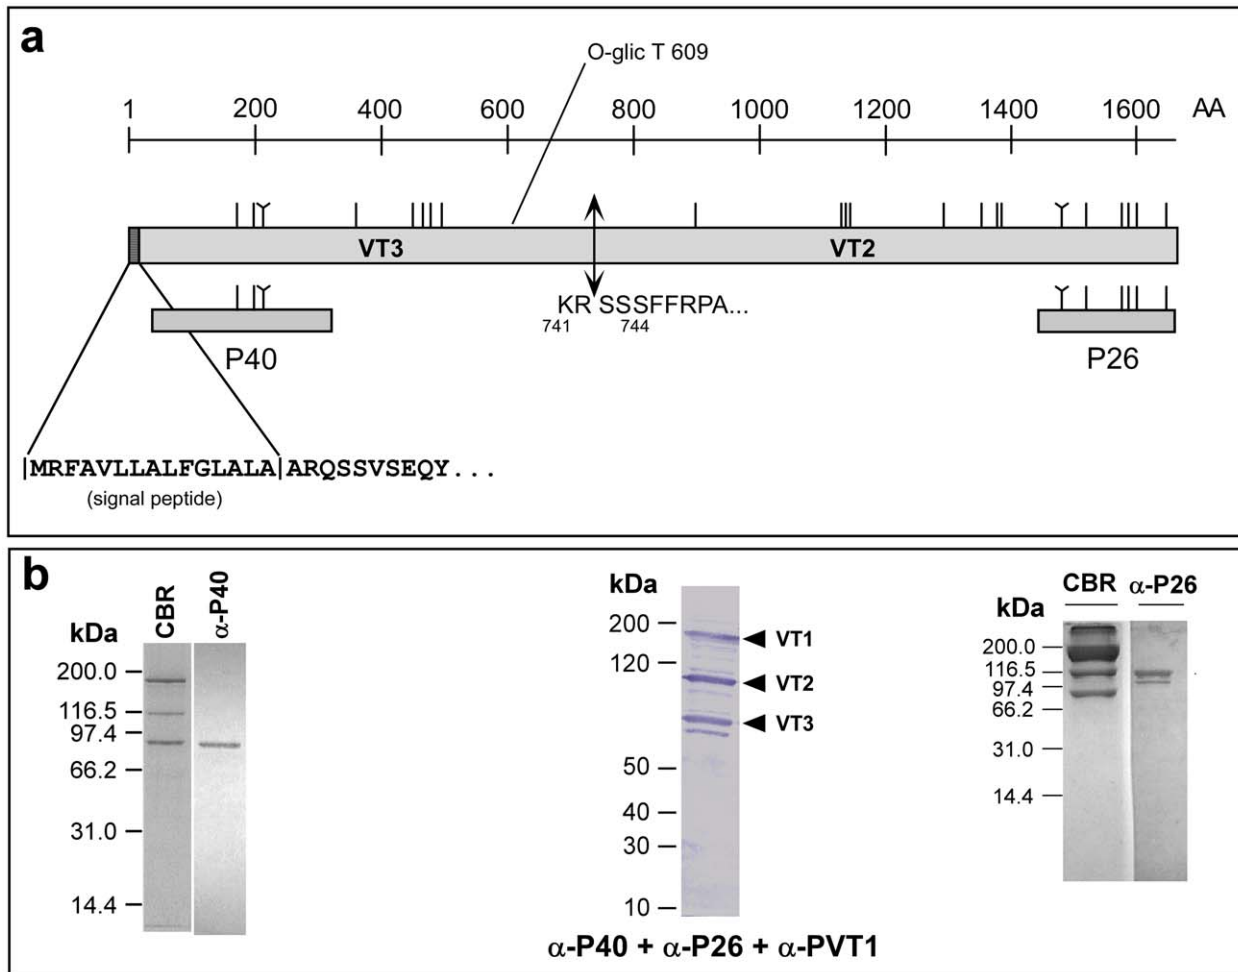 a
O-glic T 609
1 200 400 600 800 1000 1200 1400 1600 AA
VT3 VT2
KR SSSFFRPA...
741 744
P40 P26
|MRFAVLLALFGLALA|ARQSSVSEQY...
(signal peptide)
b
kDa CBR α-P40
200.0
116.5
97.4
66.2
31.0
14.4
kDa
200
120
50
40
30
10
VT1
VT2
VT3
α-P40 + α-P26 + α-PVT1
kDa CBR α-P26
200.0
116.5
97.4
66.2
31.0
14.4